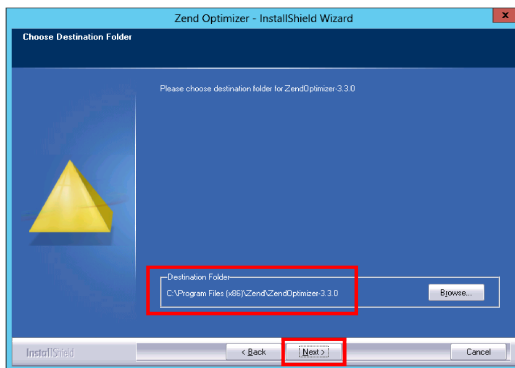 Zend Optimizer - InstallShield Wizard
x
Choose Destination Folder
Please choose destination folder for ZendOptimizer-3.3.0
Destination Folder
C:\Program Files (x86)\Zend\ZendOptimizer-3.3.0
Browse...
InstallShield
< Back
Next >
Cancel